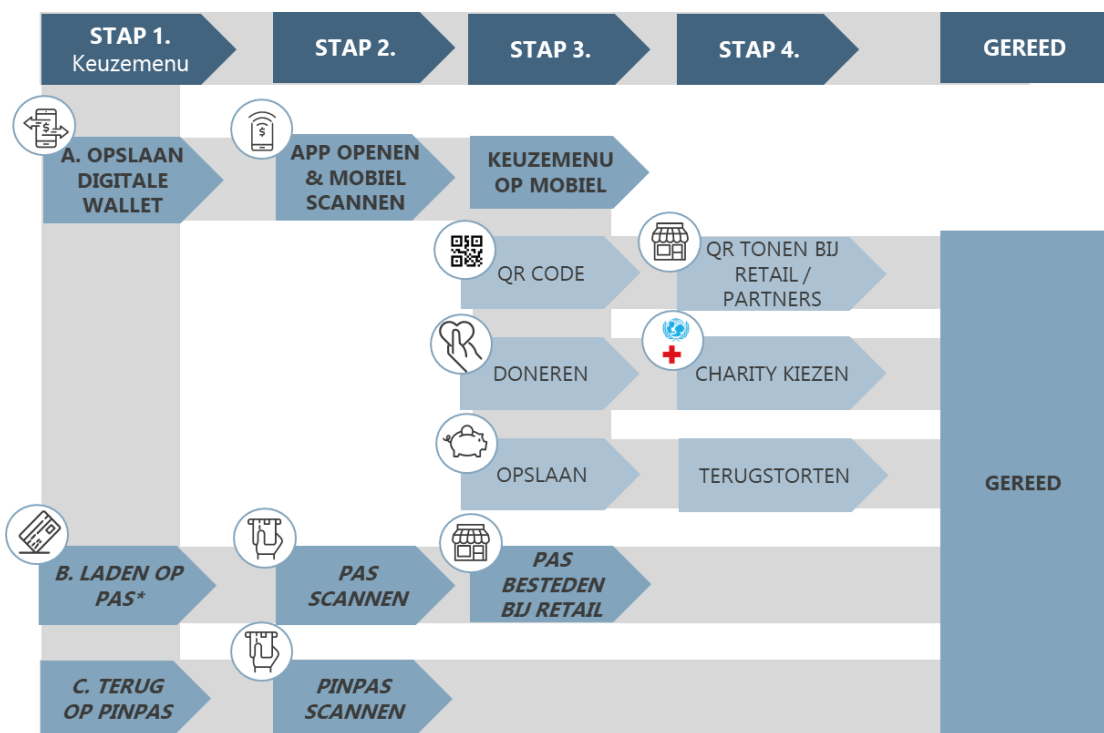 STAP 1.
Keuzemenu
STAP 2.
STAP 3.
STAP 4.
GEREED
A. OPSLAAN
DIGITALE
WALLET
APP OPENEN
& MOBIEL
SCANNEN
KEUZEMENU
OP MOBIEL
QR CODE
QR TONEN BIJ
RETAIL /
PARTNERS
DONEREN
CHARITY KIEZEN
OPSLAAN
TERUGSTORTEN
GEREED
B. LADEN OP
PAS*
PAS
SCANNEN
PAS
BESTEDEN
BIJ RETAIL
C. TERUG
OP PINPAS
PINPAS
SCANNEN